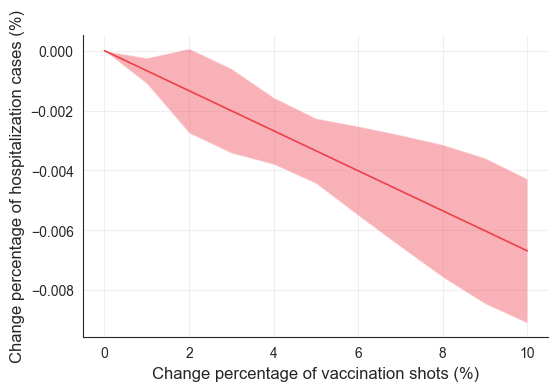 Change percentage of hospitalization cases (%)
0.000
−0.002
−0.004
−0.006
−0.008
0 2 4 6 8 10
Change percentage of vaccination shots (%)